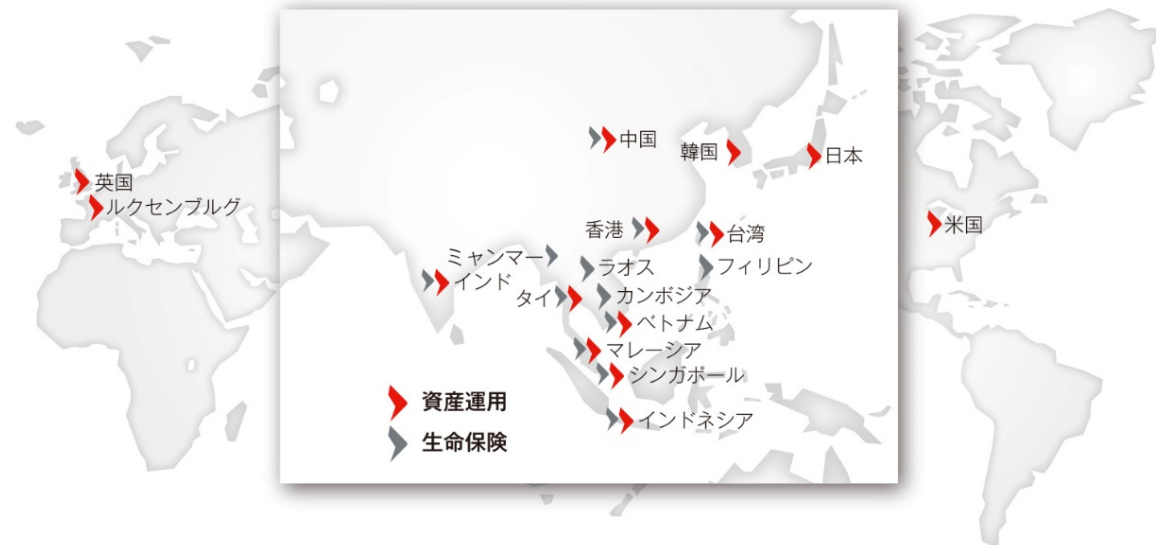 中国
韓国
日本
英国
ルクセンブルグ
香港
台湾
米国
ミャンマー
ラオス
フィリピン
インド
タイ
カンボジア
ベトナム
マレーシア
シンガポール
資産運用
インドネシア
生命保険